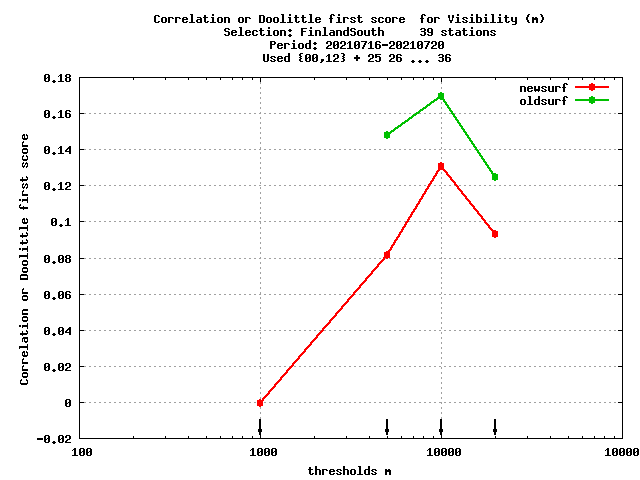 Correlation or Doolittle first score  for Visibility (m)
Selection: FinlandSouth     39 stations
Period: 20210716-20210720
Used {00,12} + 25 26 ... 36
newsurf
oldsurf
Correlation or Doolittle first score
0.18
0.16
0.14
0.12
0.1
0.08
0.06
0.04
0.02
0
-0.02
100
1000
10000
10000
thresholds m